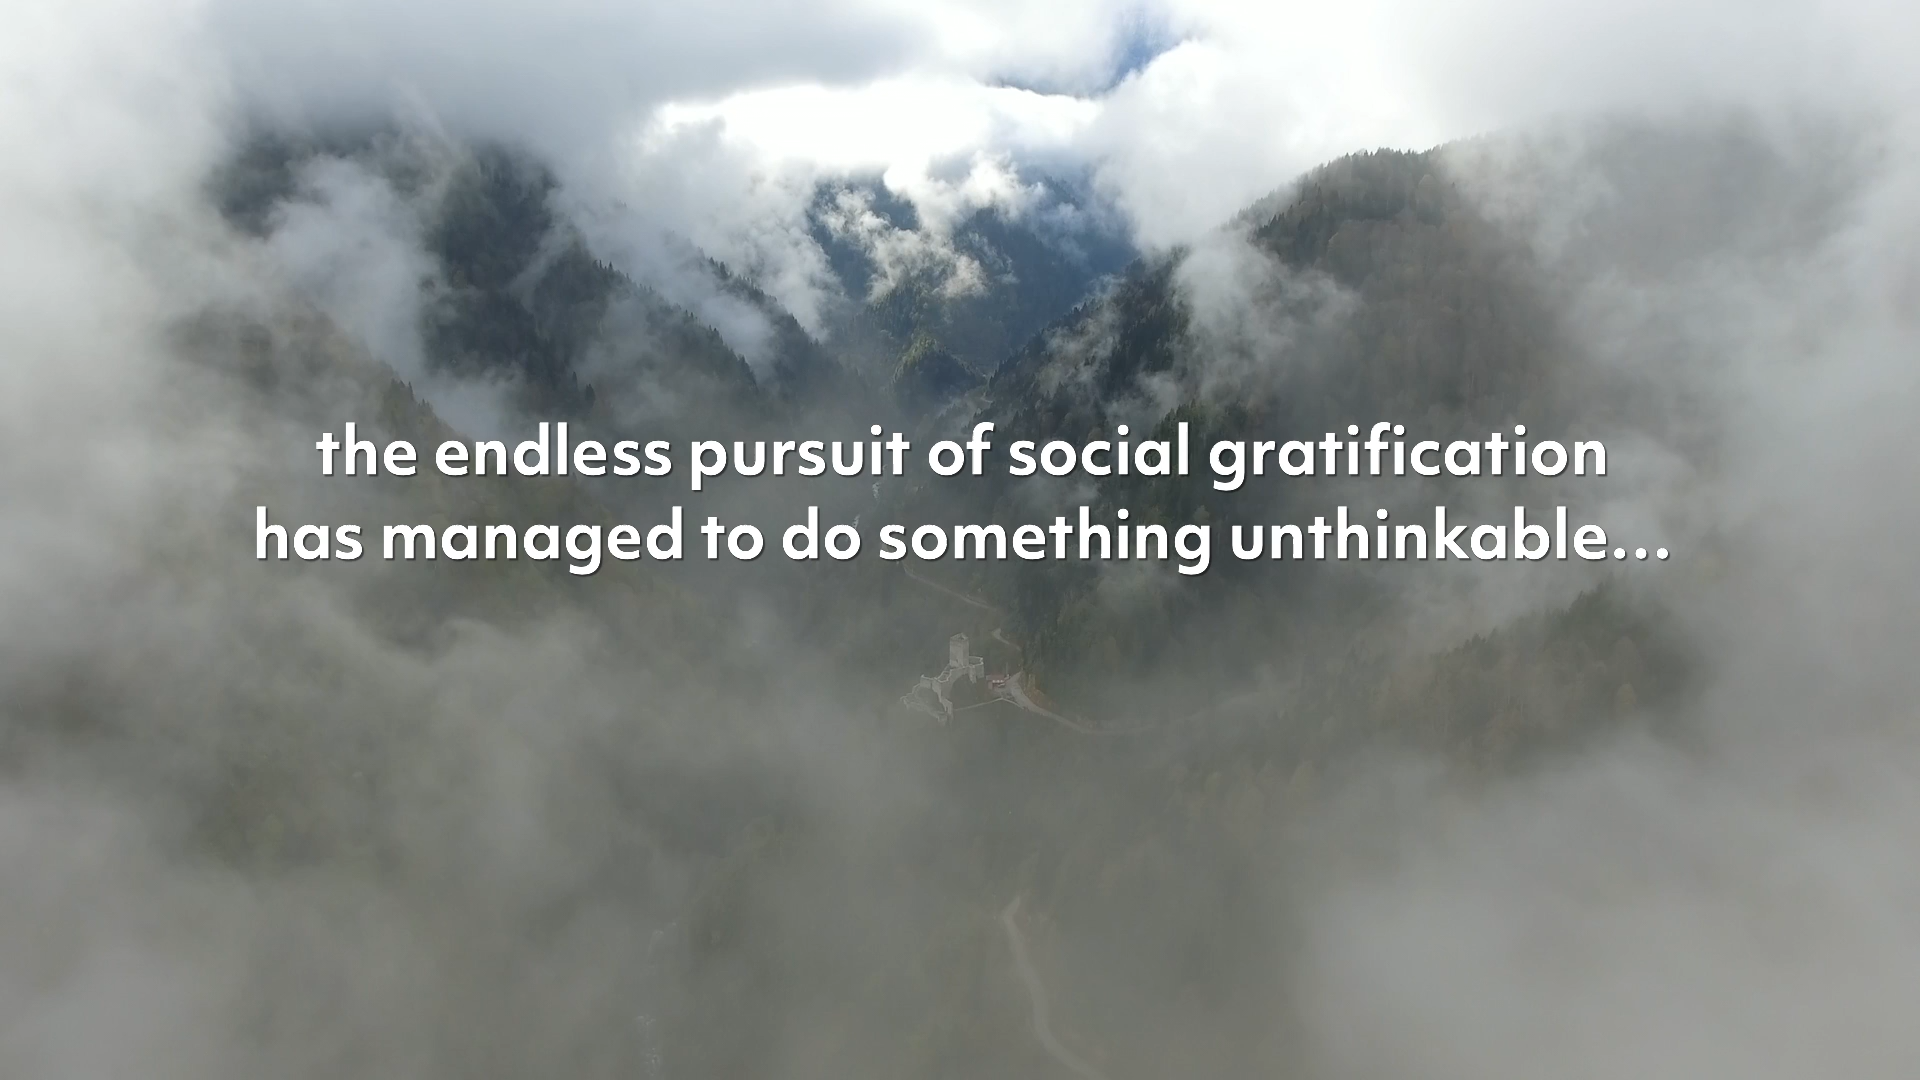 the endless pursuit of social gratification
has managed to do something unthinkable...